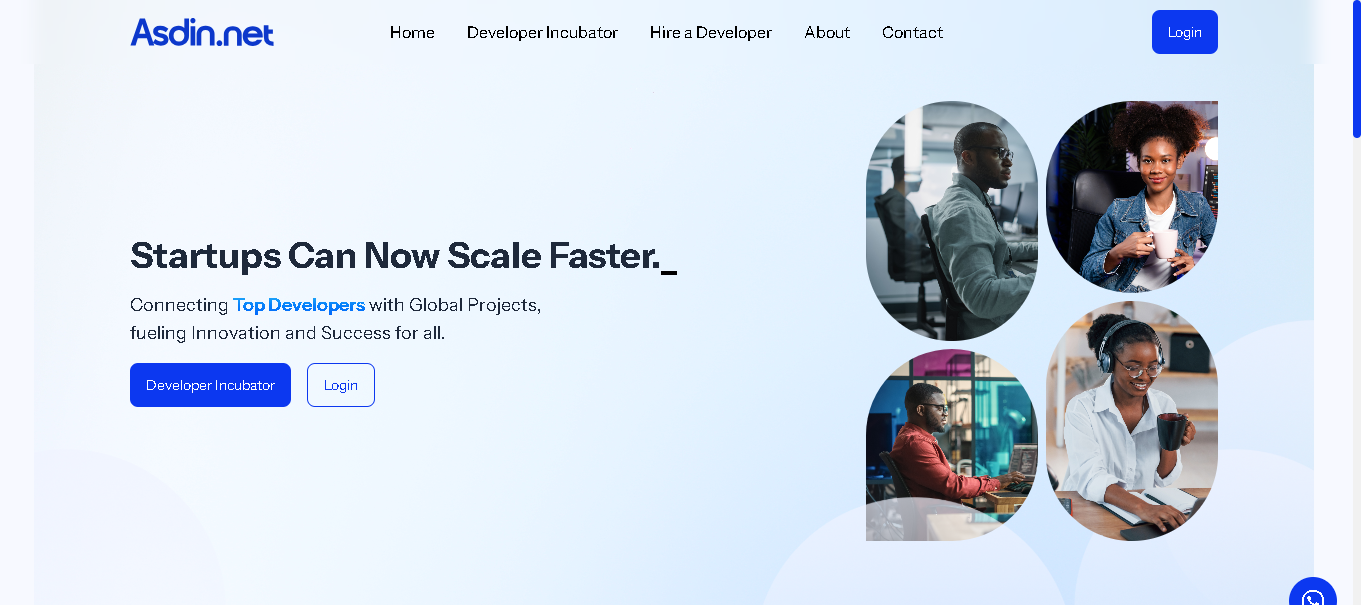 Asdin.net
Home Developer Incubator Hire a Developer About Contact
Login
Startups Can Now Scale Faster._
Connecting Top Developers with Global Projects,
fueling Innovation and Success for all.
Developer Incubator Login